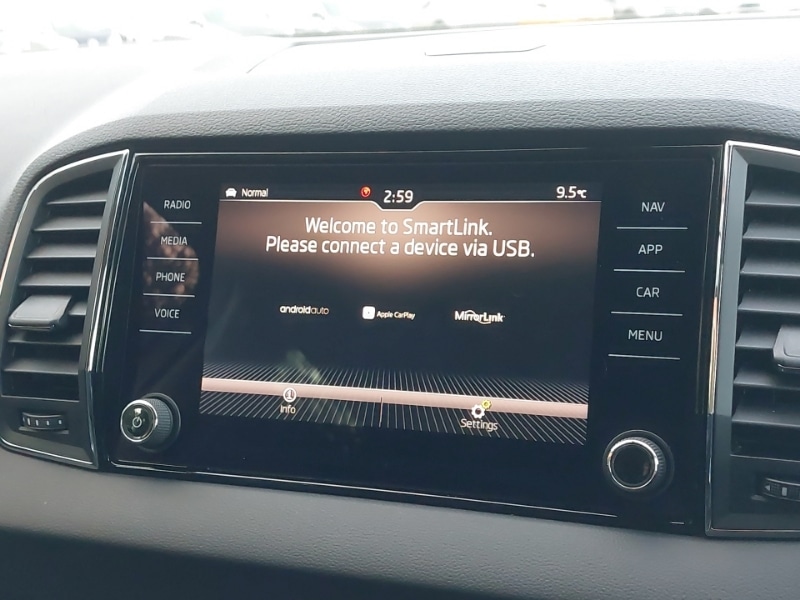 Normal 2:59 9.5°C
Welcome to SmartLink.
Please connect a device via USB.
androidauto Apple CarPlay MirrorLink
Info Settings
RADIO
MEDIA
PHONE
VOICE
NAV
APP
CAR
MENU